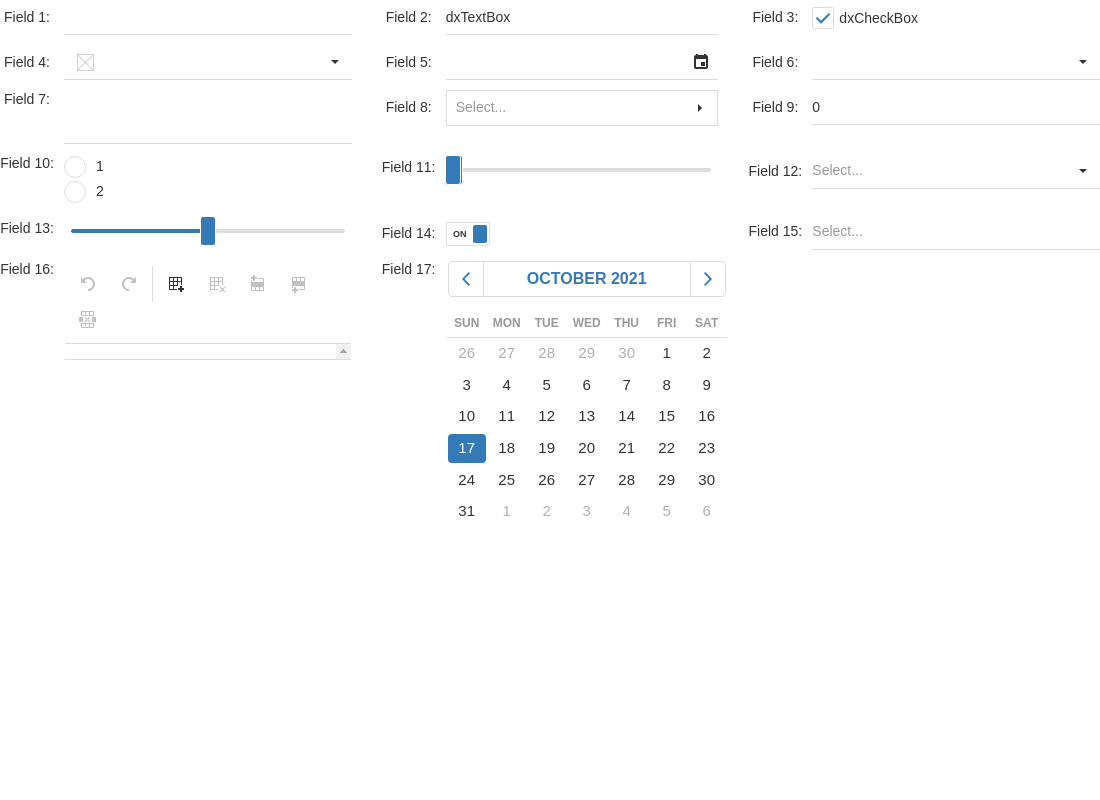 Field 1:
Field 2: dxTextBox
Field 3: dxCheckBox
Field 4:
Field 5:
Field 6:
Field 7:
Field 8: Select...
Field 9: 0
Field 10: 1
2
Field 11:
Field 12: Select...
Field 13:
Field 14: ON
Field 15: Select...
Field 16:
Field 17: OCTOBER 2021
SUN MON TUE WED THU FRI SAT
26 27 28 29 30 1 2
3 4 5 6 7 8 9
10 11 12 13 14 15 16
17 18 19 20 21 22 23
24 25 26 27 28 29 30
31 1 2 3 4 5 6